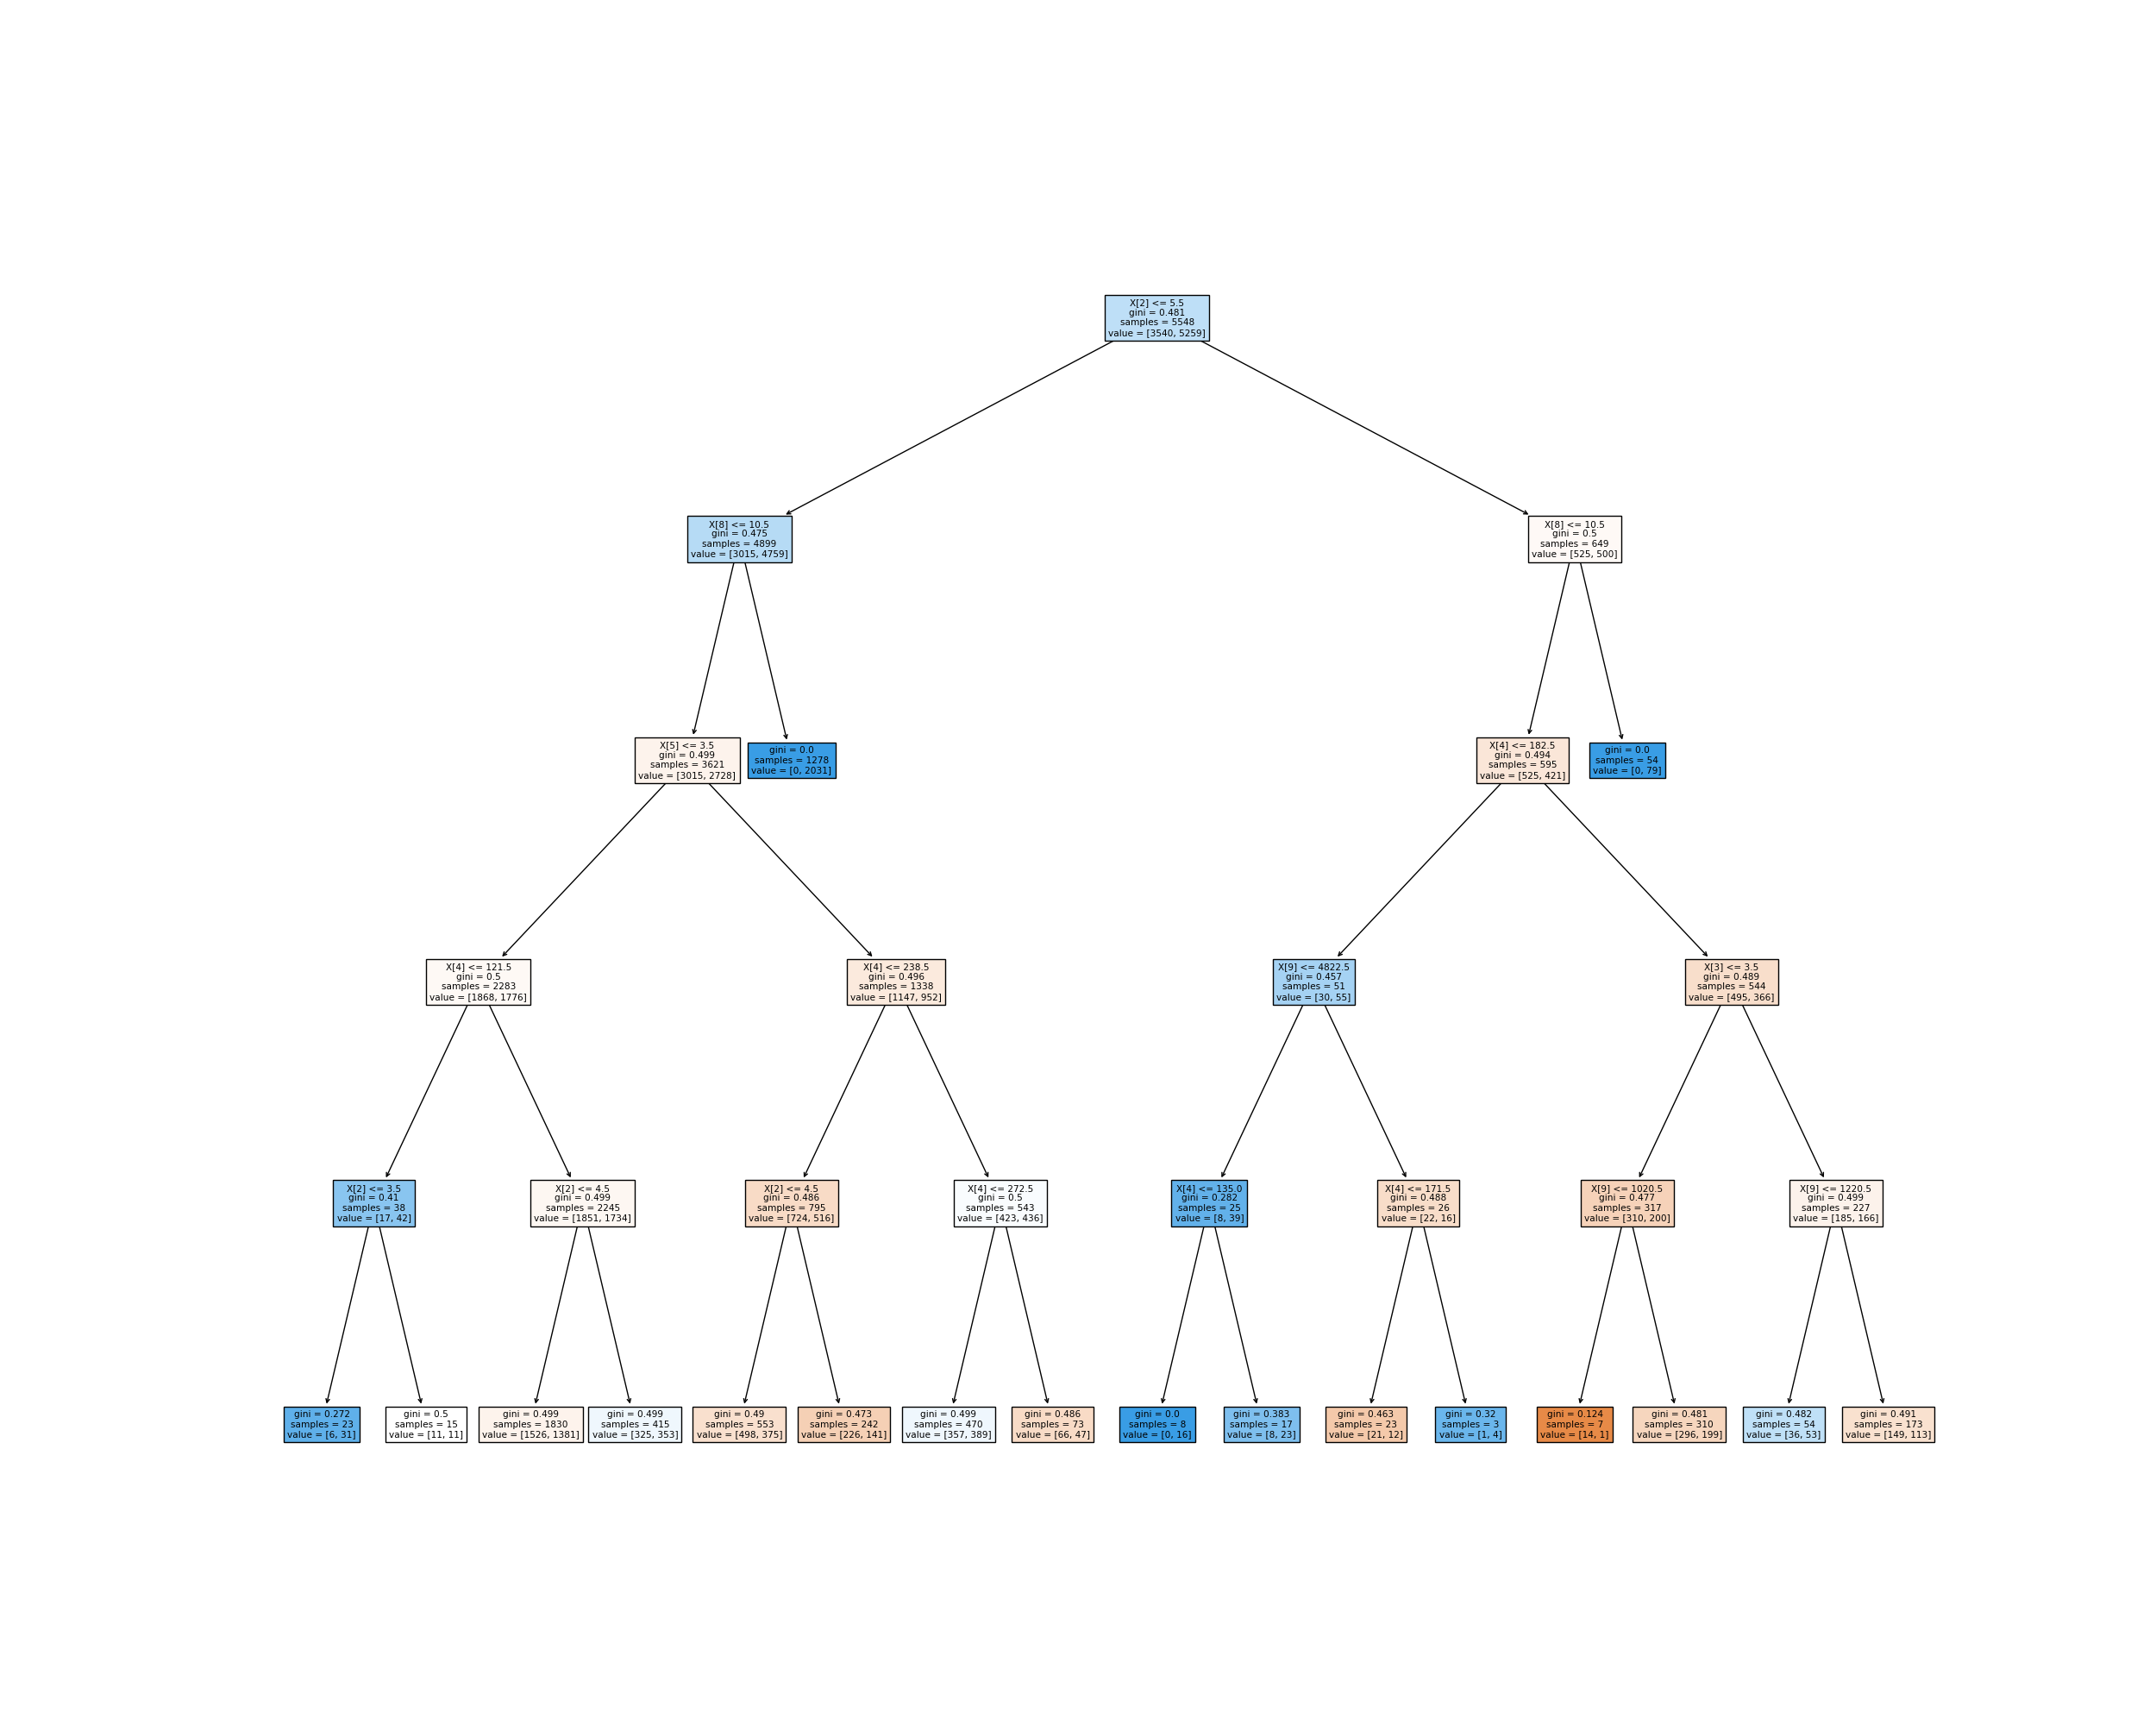 X[2] <= 5.5
gini = 0.481
samples = 5548
value = [3540, 5259]
X[8] <= 10.5
gini = 0.475
samples = 4899
value = [3015, 4759]
X[8] <= 10.5
gini = 0.5
samples = 649
value = [525, 500]
X[5] <= 3.5
gini = 0.499
samples = 3621
value = [3015, 2728]
gini = 0.0
samples = 1278
value = [0, 2031]
X[4] <= 182.5
gini = 0.494
samples = 595
value = [525, 421]
gini = 0.0
samples = 54
value = [0, 79]
X[4] <= 121.5
gini = 0.5
samples = 2283
value = [1868, 1776]
X[4] <= 238.5
gini = 0.496
samples = 1338
value = [1147, 952]
X[9] <= 4822.5
gini = 0.457
samples = 51
value = [30, 55]
X[3] <= 3.5
gini = 0.489
samples = 544
value = [495, 366]
X[2] <= 3.5
gini = 0.41
samples = 38
value = [17, 42]
X[2] <= 4.5
gini = 0.499
samples = 2245
value = [1851, 1734]
X[2] <= 4.5
gini = 0.486
samples = 795
value = [724, 516]
X[4] <= 272.5
gini = 0.5
samples = 543
value = [423, 436]
X[4] <= 135.0
gini = 0.282
samples = 25
value = [8, 39]
X[4] <= 171.5
gini = 0.488
samples = 26
value = [22, 16]
X[9] <= 1020.5
gini = 0.477
samples = 317
value = [310, 200]
X[9] <= 1220.5
gini = 0.499
samples = 227
value = [185, 166]
gini = 0.272
samples = 23
value = [6, 31]
gini = 0.5
samples = 15
value = [11, 11]
gini = 0.499
samples = 1830
value = [1526, 1381]
gini = 0.499
samples = 415
value = [325, 353]
gini = 0.49
samples = 553
value = [498, 375]
gini = 0.473
samples = 242
value = [226, 141]
gini = 0.499
samples = 470
value = [357, 389]
gini = 0.486
samples = 73
value = [66, 47]
gini = 0.0
samples = 8
value = [0, 16]
gini = 0.383
samples = 17
value = [8, 23]
gini = 0.463
samples = 23
value = [21, 12]
gini = 0.32
samples = 3
value = [1, 4]
gini = 0.124
samples = 7
value = [14, 1]
gini = 0.481
samples = 310
value = [296, 199]
gini = 0.482
samples = 54
value = [36, 53]
gini = 0.491
samples = 173
value = [149, 113]